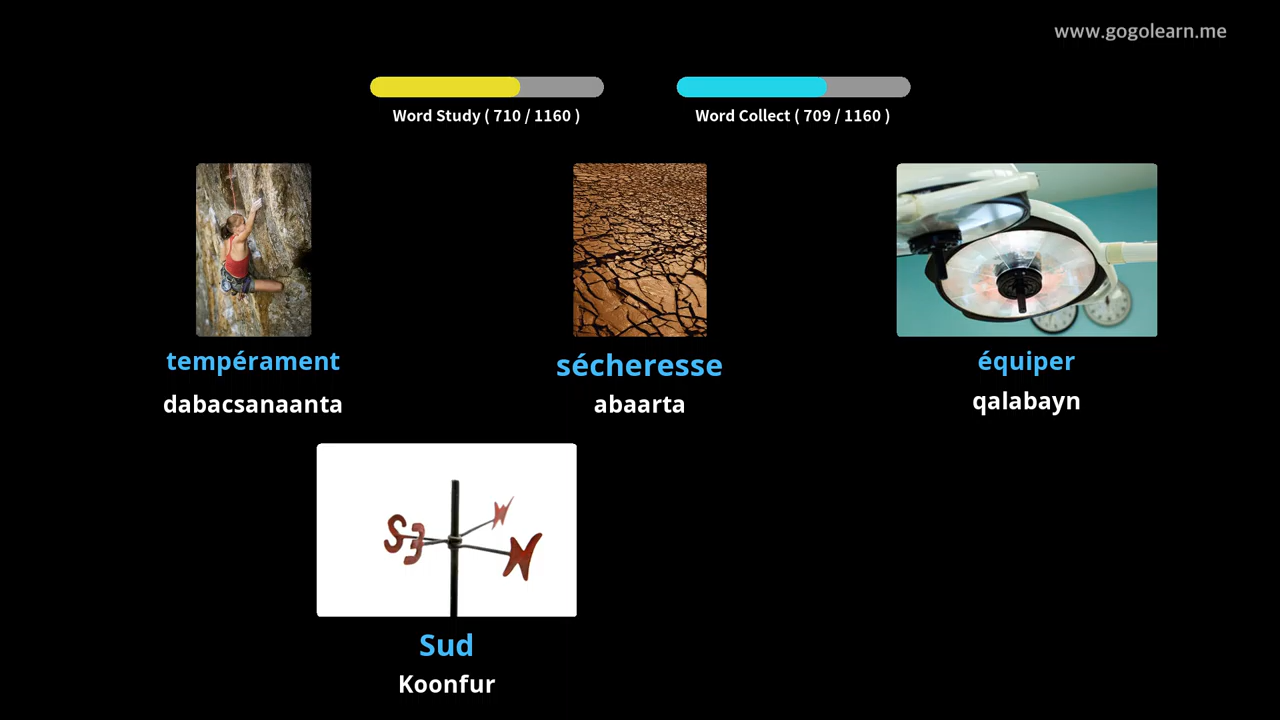 www.gogolearn.me
Word Study ( 710 / 1160 )
Word Collect ( 709 / 1160 )
tempérament
dabacsanaanta
sécheresse
abaarta
équiper
qalabayn
Sud
Koonfur